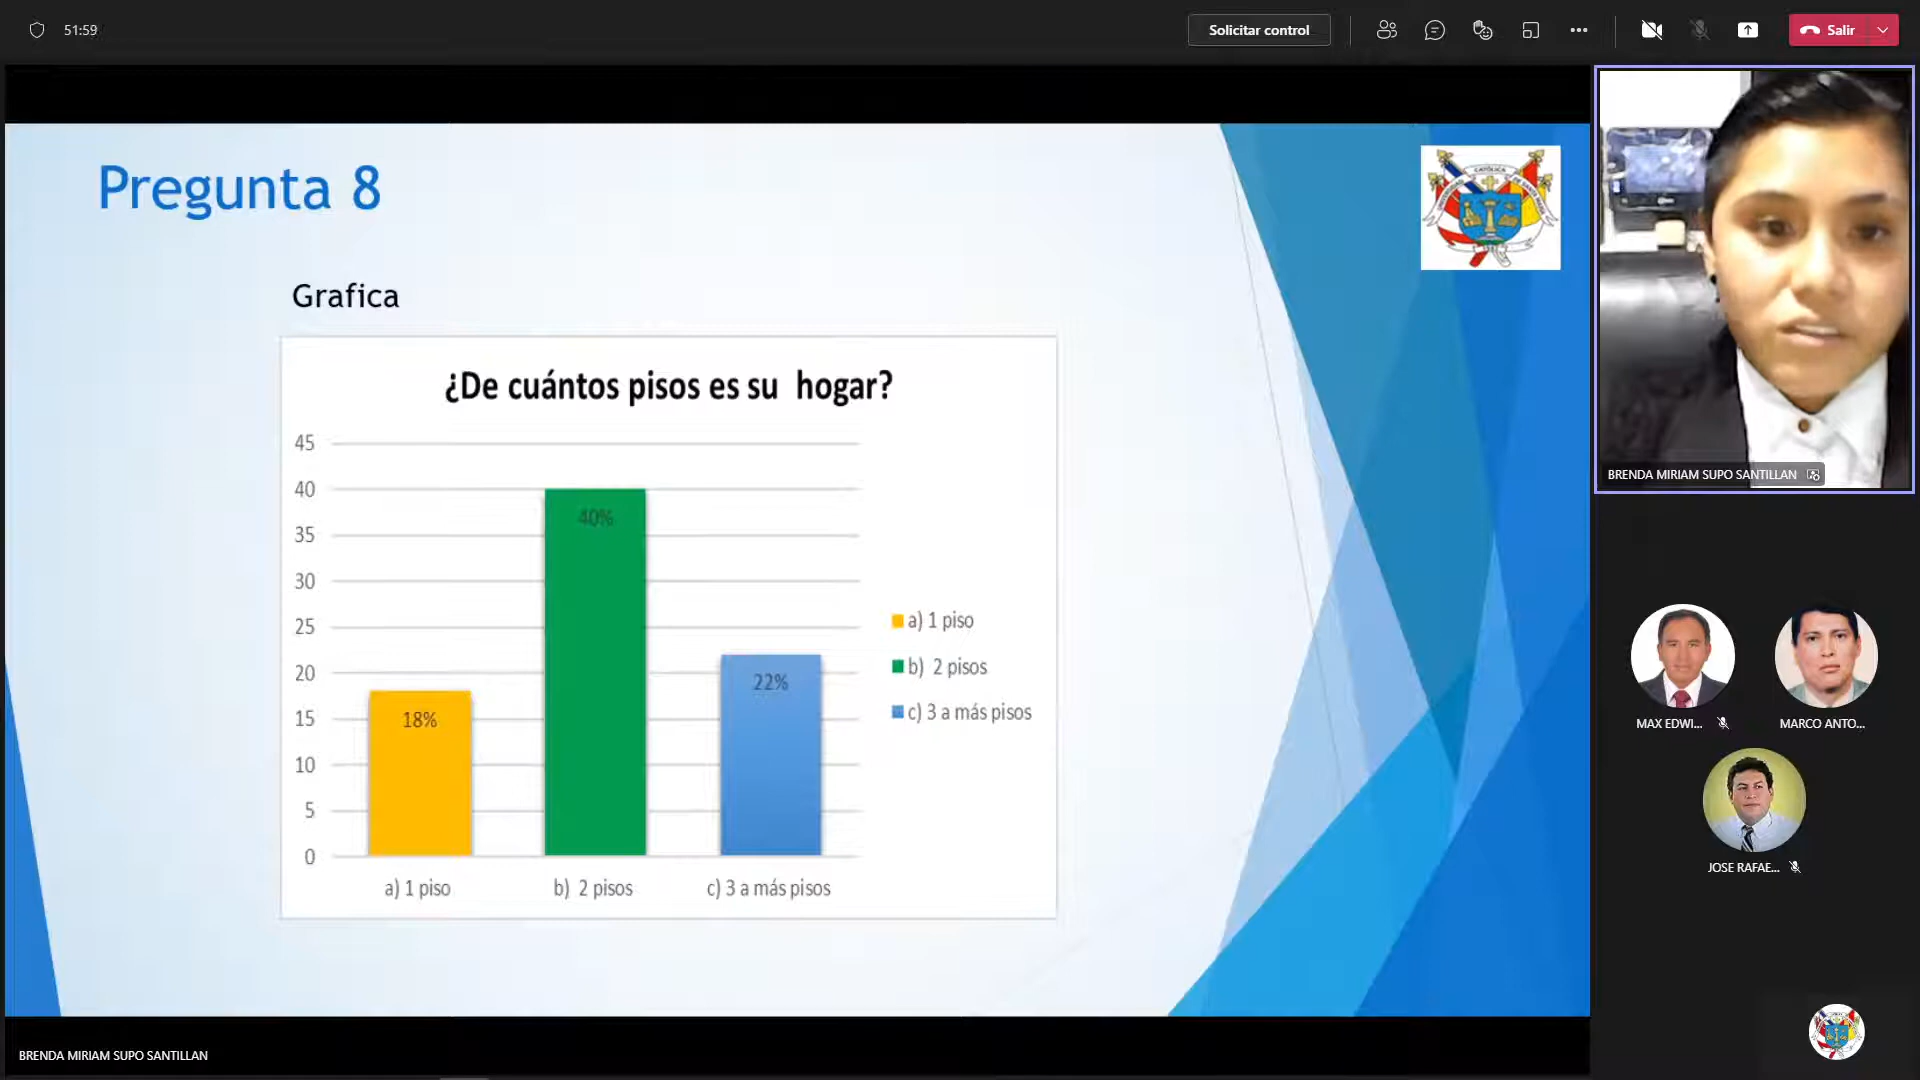 51:59
Solicitar control
Salir
Pregunta 8
Grafica
¿De cuántos pisos es su hogar?
45
40
35
30
25
20
15
10
5
0
18%
40%
22%
a) 1 piso
b) 2 pisos
c) 3 a más pisos
a) 1 piso
b) 2 pisos
c) 3 a más pisos
BRENDA MIRIAM SUPO SANTILLAN
MAX EDWI...
MARCO ANTO...
JOSE RAFAE...
BRENDA MIRIAM SUPO SANTILLAN